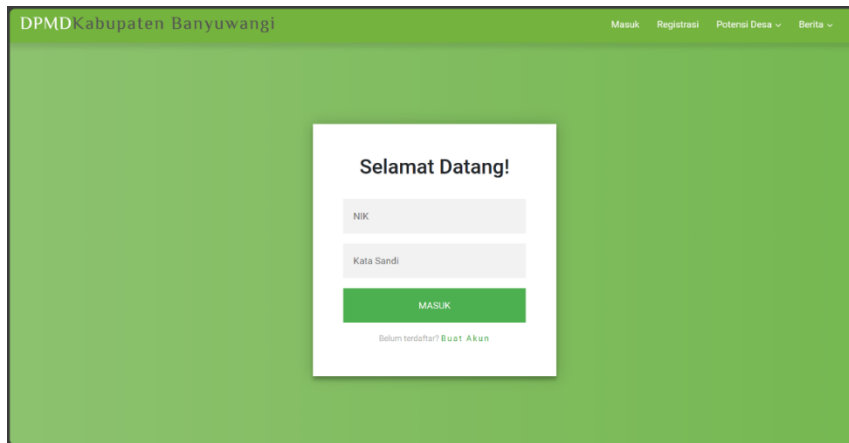 DPMDKabupaten Banyuwangi
Masuk Registrasi Potensi Desa Berita
Selamat Datang!
NIK
Kata Sandi
MASUK
Belum terdaftar? Buat Akun